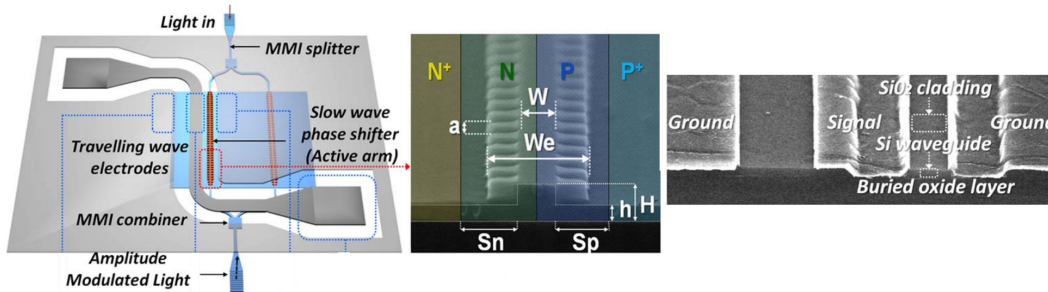 Light in
MMI splitter
Slow wave
phase shifter
(Active arm)
Travelling wave
electrodes
MMI combiner
Amplitude
Modulated Light
N+
N
P
P+
W
a
We
H
h
Sn
Sp
SiO₂ cladding
Ground
Signal
Ground
Si waveguide
Buried oxide layer